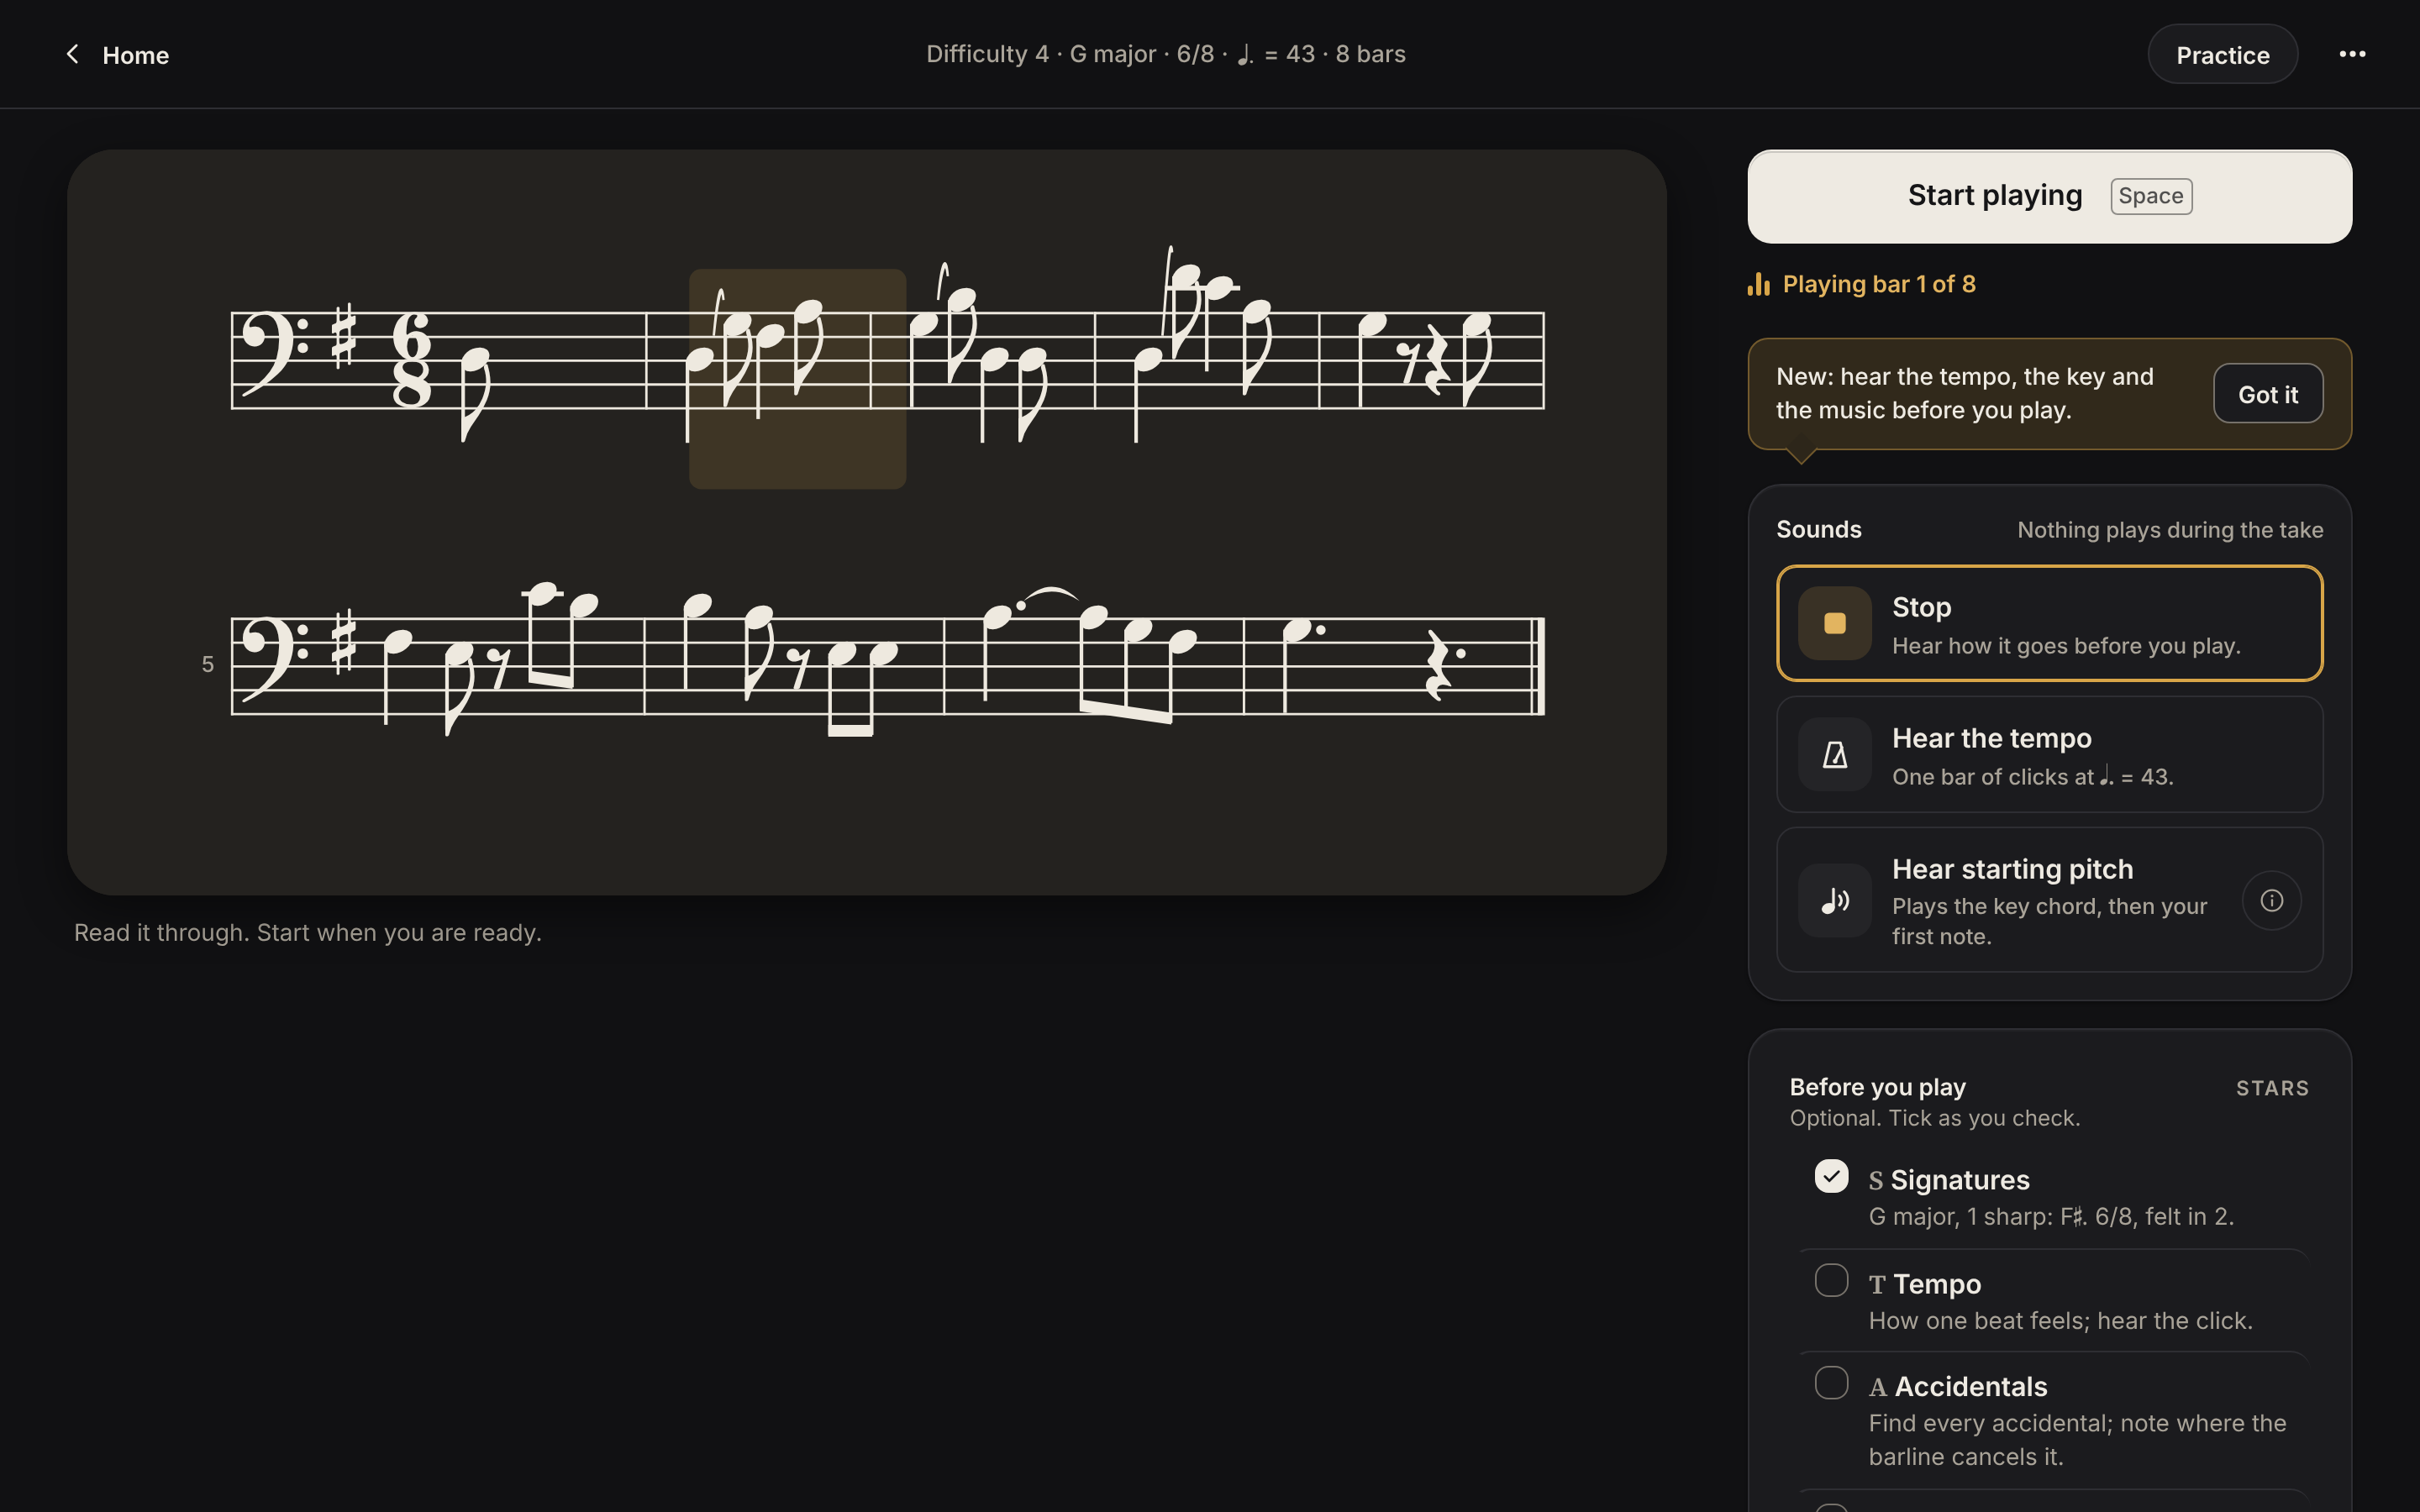 Home
Difficulty 4 · G major · 6/8 · ♩. = 43 · 8 bars
Practice
Start playing Space
Playing bar 1 of 8
New: hear the tempo, the key and
the music before you play.
Got it
Sounds
Nothing plays during the take
Stop
Hear how it goes before you play.
Hear the tempo
One bar of clicks at ♩. = 43.
Hear starting pitch
Plays the key chord, then your
first note.
6
8
5
Read it through. Start when you are ready.
Before you play
STARS
Optional. Tick as you check.
S Signatures
G major, 1 sharp: F♯. 6/8, felt in 2.
T Tempo
How one beat feels; hear the click.
A Accidentals
Find every accidental; note where the
barline cancels it.